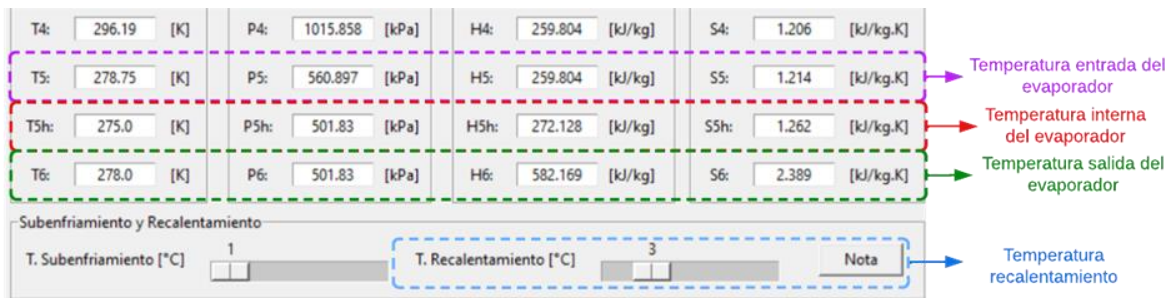 T4: 296.19 [K] P4: 1015.858 [kPa] H4: 259.804 [kJ/kg] S4: 1.206 [kJ/kg.K]
T5: 278.75 [K] P5: 560.897 [kPa] H5: 259.804 [kJ/kg] S5: 1.214 [kJ/kg.K]
Temperatura entrada del
evaporador
T5h: 275.0 [K] P5h: 501.83 [kPa] H5h: 272.128 [kJ/kg] S5h: 1.262 [kJ/kg.K]
Temperatura interna
del evaporador
T6: 278.0 [K] P6: 501.83 [kPa] H6: 582.169 [kJ/kg] S6: 2.389 [kJ/kg.K]
Temperatura salida del
evaporador
Subenfriamiento y Recalentamiento
T. Subenfriamiento [°C] 1 T. Recalentamiento [°C] 3 Nota
Temperatura
recalentamiento